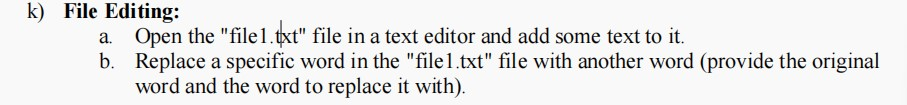 k) File Editing:
a. Open the "file1.txt" file in a text editor and add some text to it.
b. Replace a specific word in the "file1.txt" file with another word (provide the original
word and the word to replace it with).